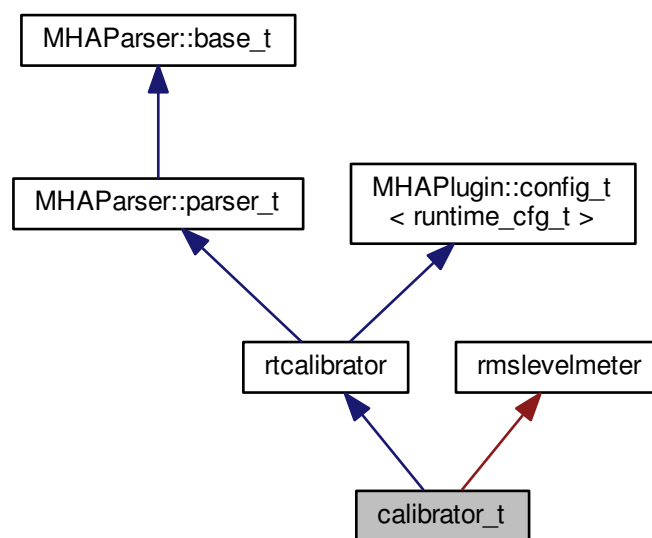 MHAParser::base_t
MHAParser::parser_t
MHAPlugin::config_t
< runtime_cfg_t >
rtcalibrator
rmslevelmeter
calibrator_t